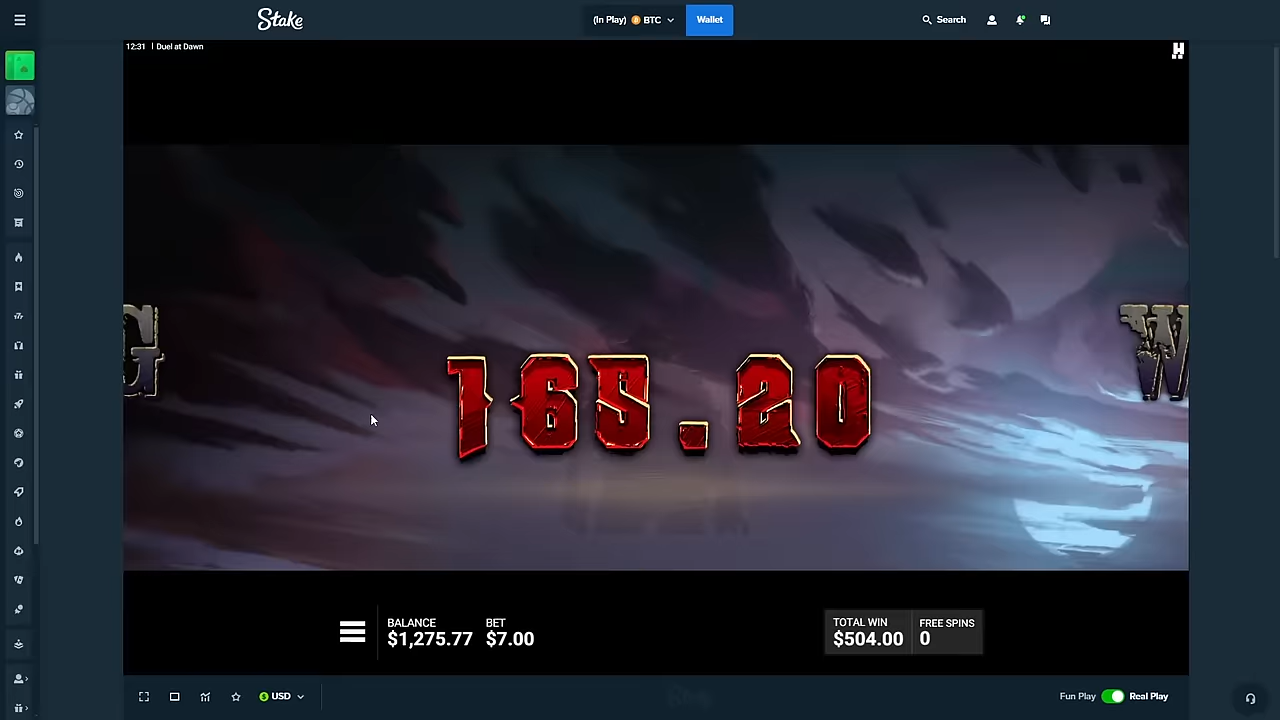 Stake
(In Play) BTC
Wallet
Search
12:31 | Duel at Dawn
G
W
165.20
BALANCE
$1,275.77
BET
$7.00
TOTAL WIN
$504.00
FREE SPINS
0
USD
Fun Play
Real Play